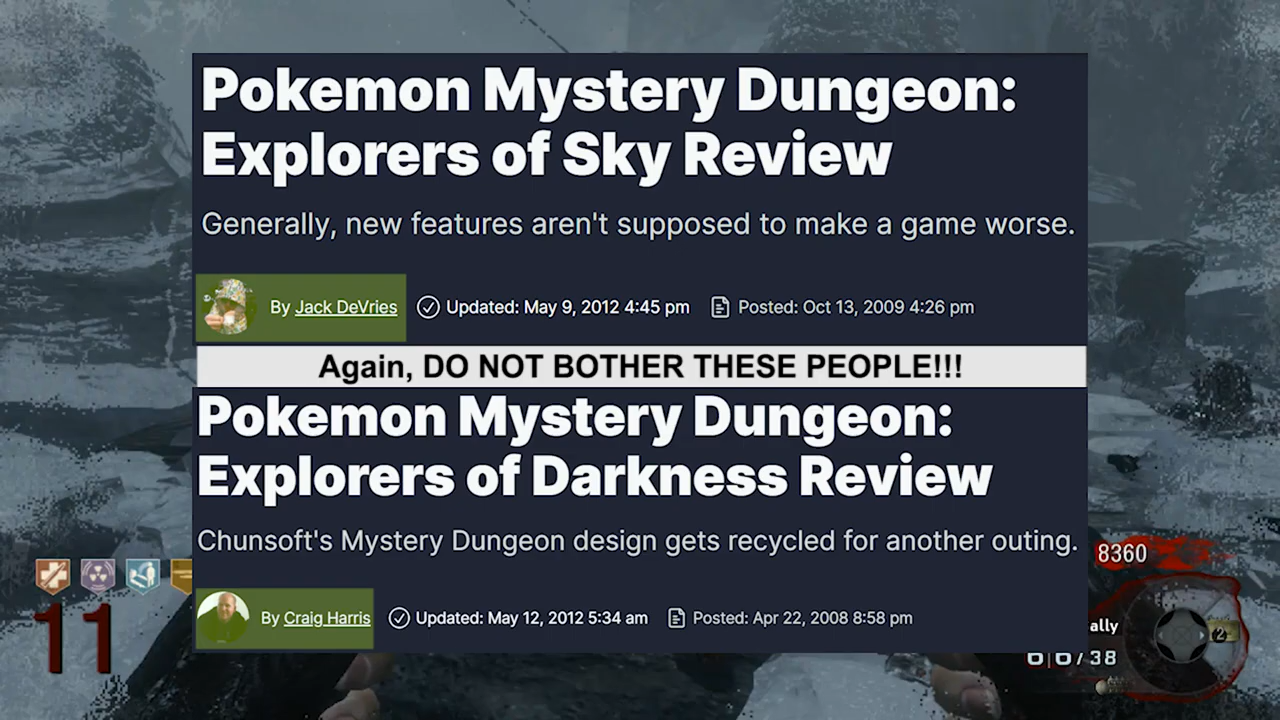 Pokemon Mystery Dungeon:
Explorers of Sky Review
Generally, new features aren't supposed to make a game worse.
By Jack DeVries Updated: May 9, 2012 4:45 pm Posted: Oct 13, 2009 4:26 pm
Again, DO NOT BOTHER THESE PEOPLE!!!
Pokemon Mystery Dungeon:
Explorers of Darkness Review
Chunsoft's Mystery Dungeon design gets recycled for another outing.
By Craig Harris Updated: May 12, 2012 5:34 am Posted: Apr 22, 2008 8:58 pm
8360
11
ally
2
6|6/38